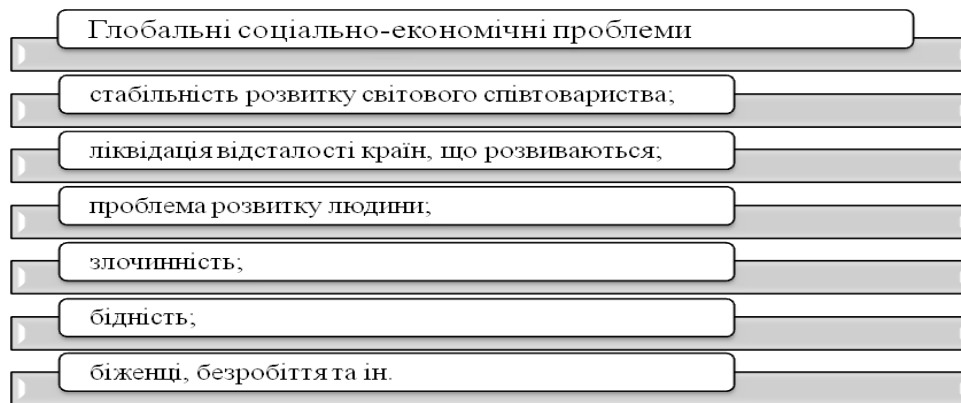 Глобальні соціально-економічні проблеми
стабільність розвитку світового співтовариства;
ліквідація відсталості країн, що розвиваються;
проблема розвитку людини;
злочинність;
бідність;
біженці, безробіття та ін.